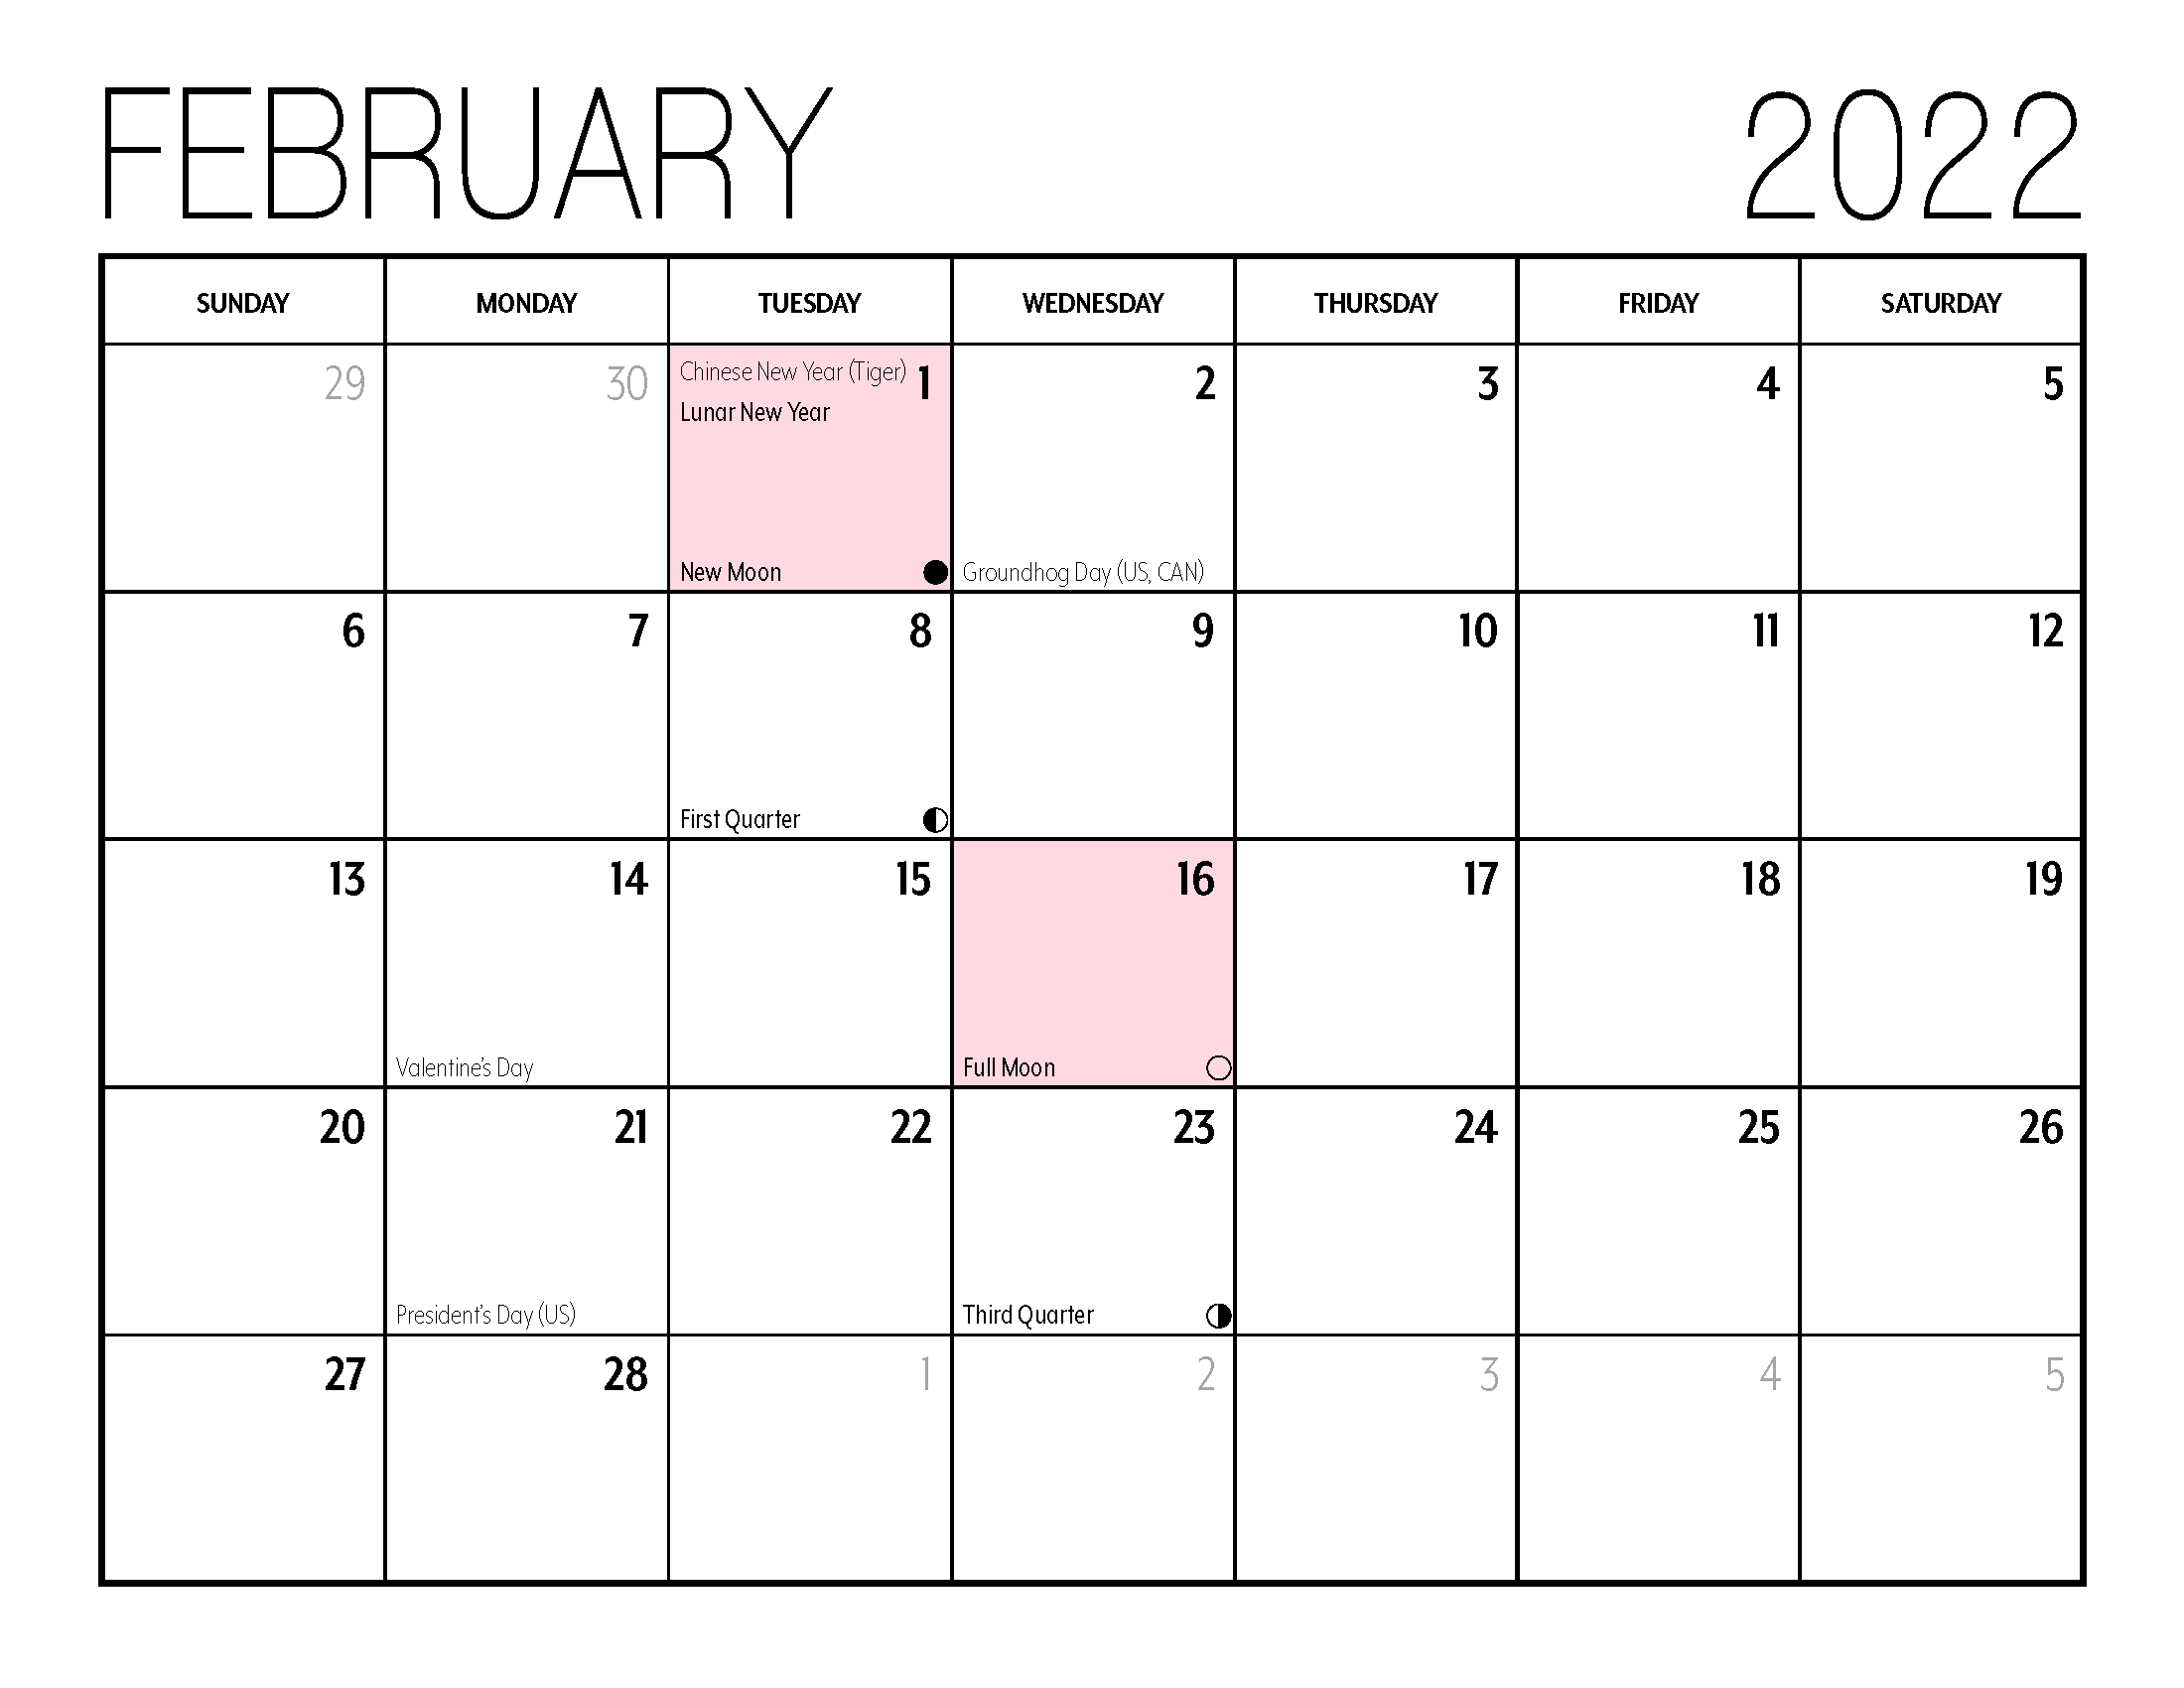 FEBRUARY 2022
SUNDAY MONDAY TUESDAY WEDNESDAY THURSDAY FRIDAY SATURDAY
29 30 Chinese New Year (Tiger) 1 2 3 4 5
Lunar New Year
New Moon Groundhog Day (US, CAN)
6 7 8 9 10 11 12
First Quarter
13 14 15 16 17 18 19
Valentine's Day Full Moon
20 21 22 23 24 25 26
President's Day (US) Third Quarter
27 28 1 2 3 4 5